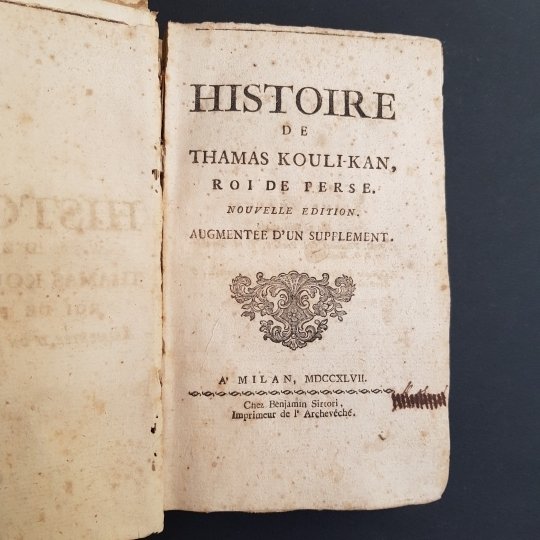 HISTOIRE
DE
THAMAS KOULI-KAN,
ROI DE PERSE.
NOUVELLE EDITION.
AUGMENTÉE D'UN SUPPLEMENT.
A' MILAN, MDCCXLVII.
Chez Benjamin Sirtori,
Imprimeur de l' Archevêché.